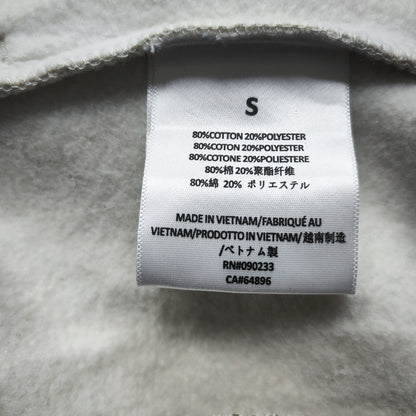 S
80%COTTON 20%POLYESTER
80%COTON 20%POLYESTER
80%COTONE 20%POLIESTERE
80%棉 20%聚酯纤维
80%綿 20% ポリエステル
MADE IN VIETNAM/FABRIQUÉ AU
VIETNAM/PRODOTTO IN VIETNAM/越南制造
/ベトナム製
RN#090233
CA#64896